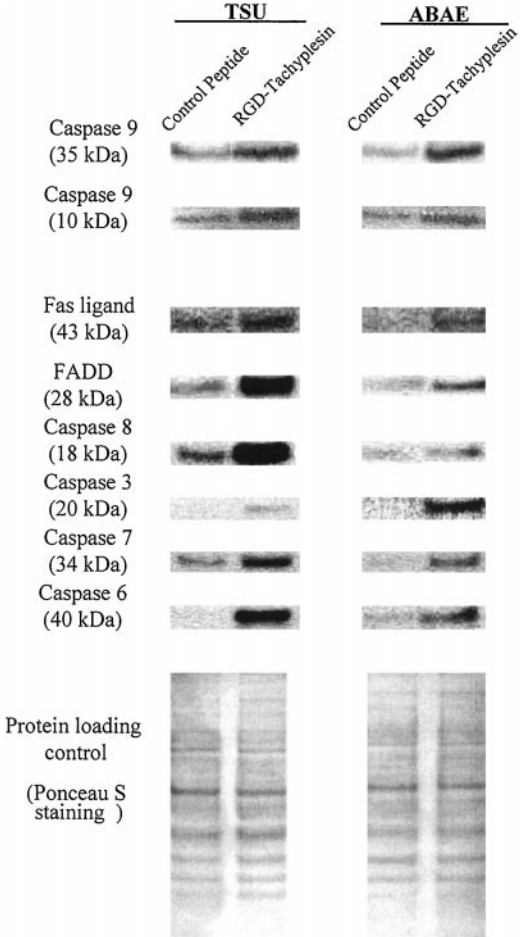 TSU
ABAE
Control Peptide
RGD-Tachyplesin
Control Peptide
RGD-Tachyplesin
Caspase 9
(35 kDa)
Caspase 9
(10 kDa)
Fas ligand
(43 kDa)
FADD
(28 kDa)
Caspase 8
(18 kDa)
Caspase 3
(20 kDa)
Caspase 7
(34 kDa)
Caspase 6
(40 kDa)
Protein loading
control
(Ponceau S
staining )